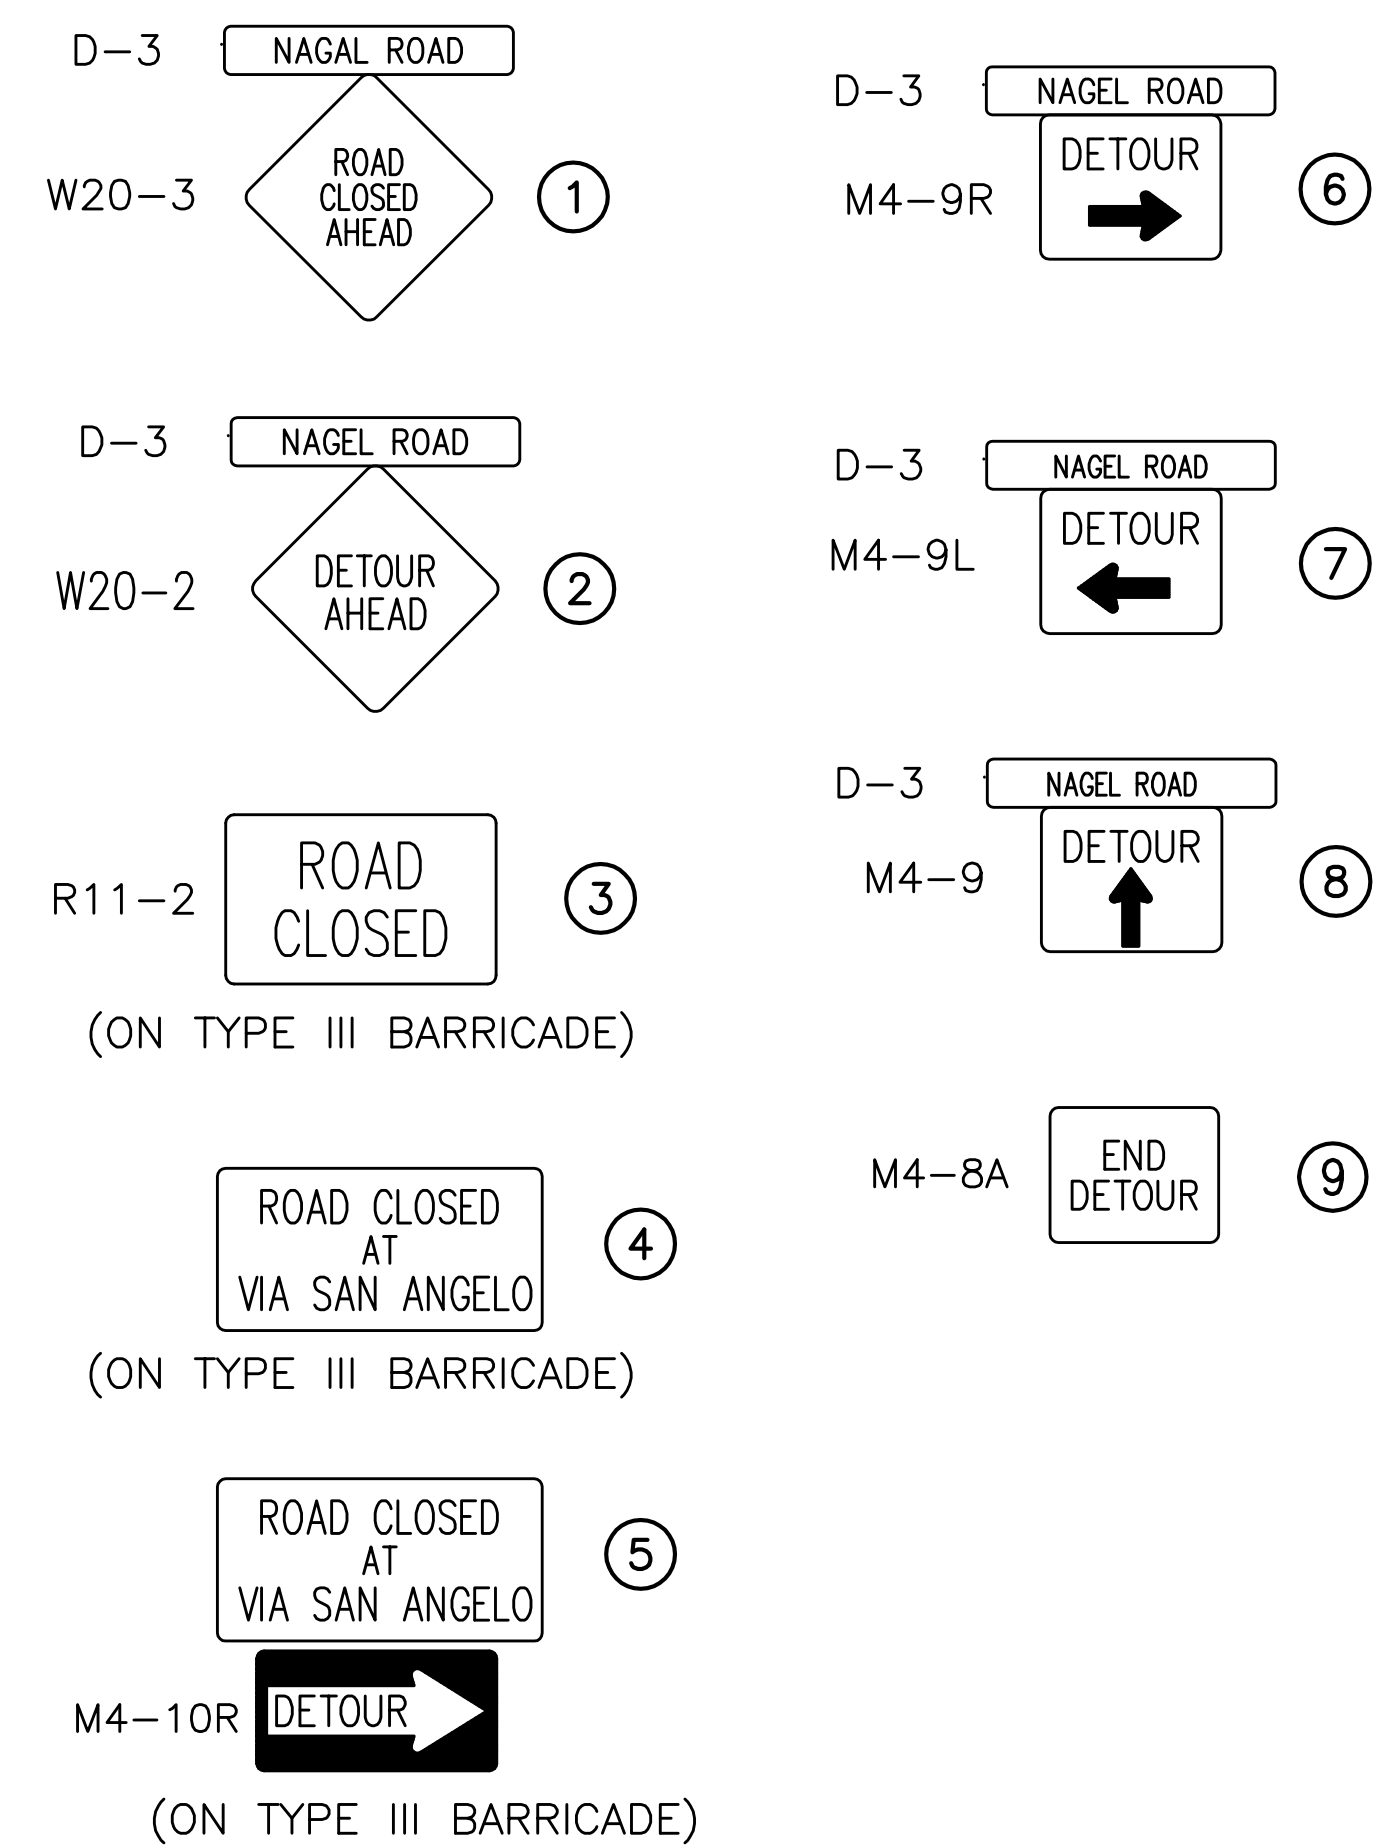 D-3
NAGAL ROAD
W20-3
ROAD
CLOSED
AHEAD
1
D-3
NAGEL ROAD
W20-2
DETOUR
AHEAD
2
R11-2
ROAD
CLOSED
3
(ON TYPE III BARRICADE)
ROAD CLOSED
AT
VIA SAN ANGELO
4
(ON TYPE III BARRICADE)
ROAD CLOSED
AT
VIA SAN ANGELO
5
M4-10R
DETOUR
(ON TYPE III BARRICADE)
D-3
NAGEL ROAD
M4-9R
DETOUR
6
D-3
NAGEL ROAD
M4-9L
DETOUR
7
D-3
NAGEL ROAD
M4-9
DETOUR
8
M4-8A
END
DETOUR
9